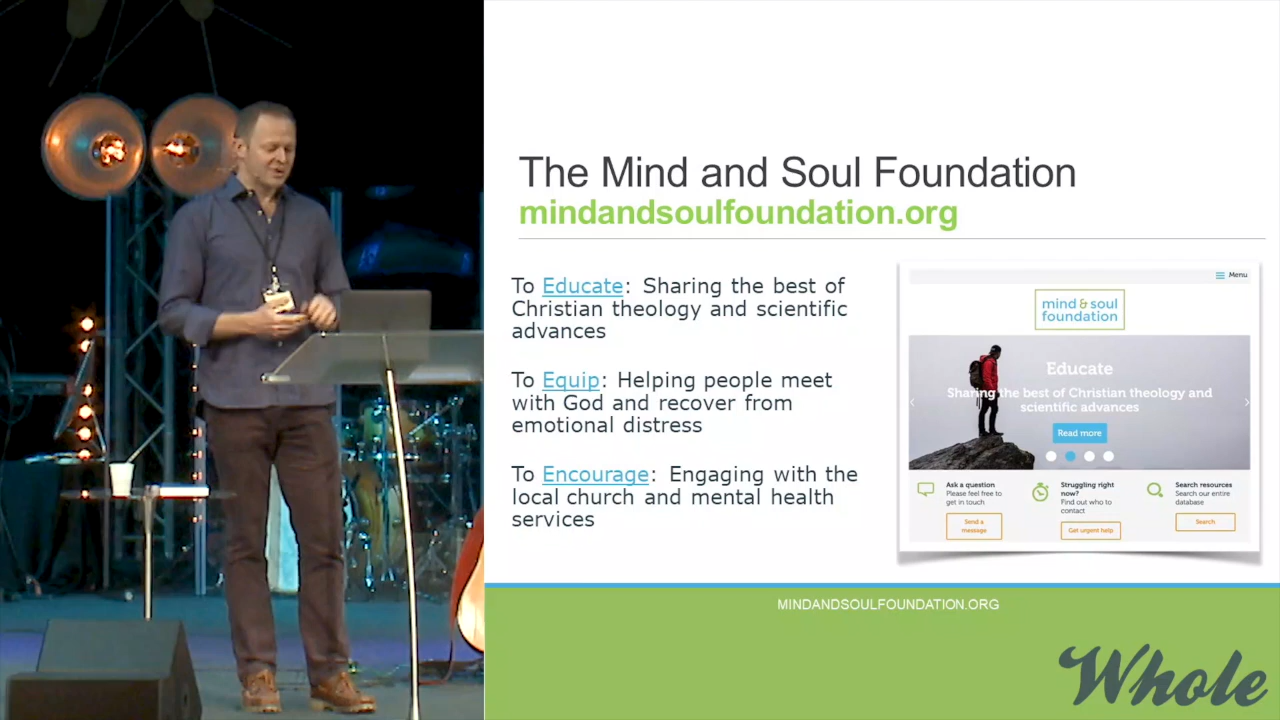 The Mind and Soul Foundation
mindandsoulfoundation.org
To Educate: Sharing the best of
Christian theology and scientific
advances
To Equip: Helping people meet
with God and recover from
emotional distress
To Encourage: Engaging with the
local church and mental health
services
Menu
mind & soul
foundation
Educate
Sharing the best of Christian theology and
scientific advances
Read more
Ask a question
Please feel free to
get in touch
Send a
message
Struggling right
now?
Find out who to
contact
Get urgent help
Search resources
Search our entire
database
Search
MINDANDSOULFOUNDATION.ORG
Whole